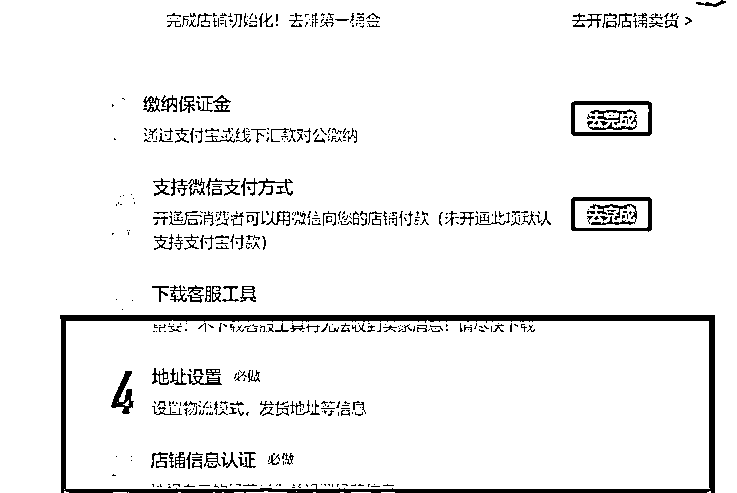 完成店铺初始化！去赚第一桶金
去开启店铺卖货 >
缴纳保证金
去完成
通过支付宝或线下汇款对公缴纳
支持微信支付方式
开通后消费者可以用微信向您的店铺付款（未开通此项默认
去完成
支持支付宝付款）
下载客服工具
重要！不下载客服工具将无法收到买家消息！请尽快下载
4 地址设置 必做
设置物流模式，发货地址等信息
店铺信息认证 必做